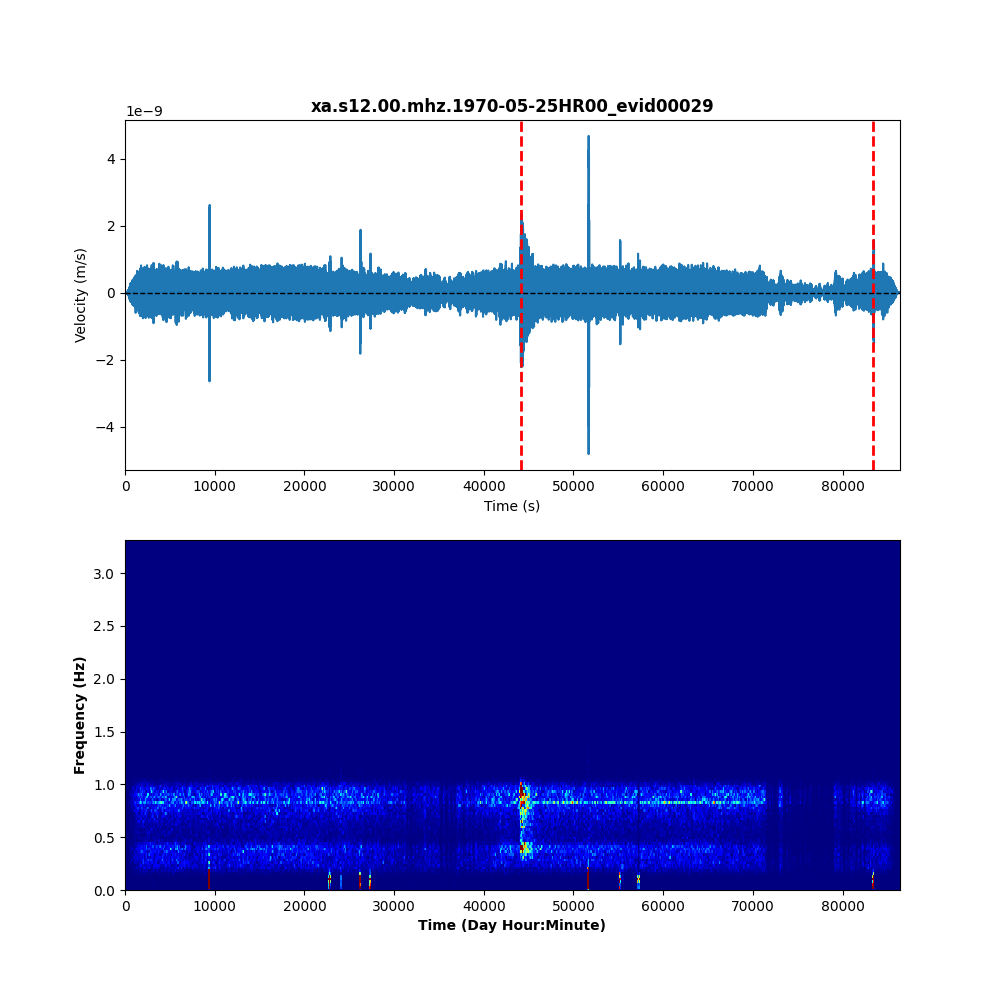 xa.s12.00.mhz.1970-05-25HR00_evid00029
1e−9
4
2
0
−2
−4
Velocity (m/s)
0 10000 20000 30000 40000 50000 60000 70000 80000
Time (s)
3.0
2.5
2.0
1.5
1.0
0.5
0.0
Frequency (Hz)
0 10000 20000 30000 40000 50000 60000 70000 80000
Time (Day Hour:Minute)